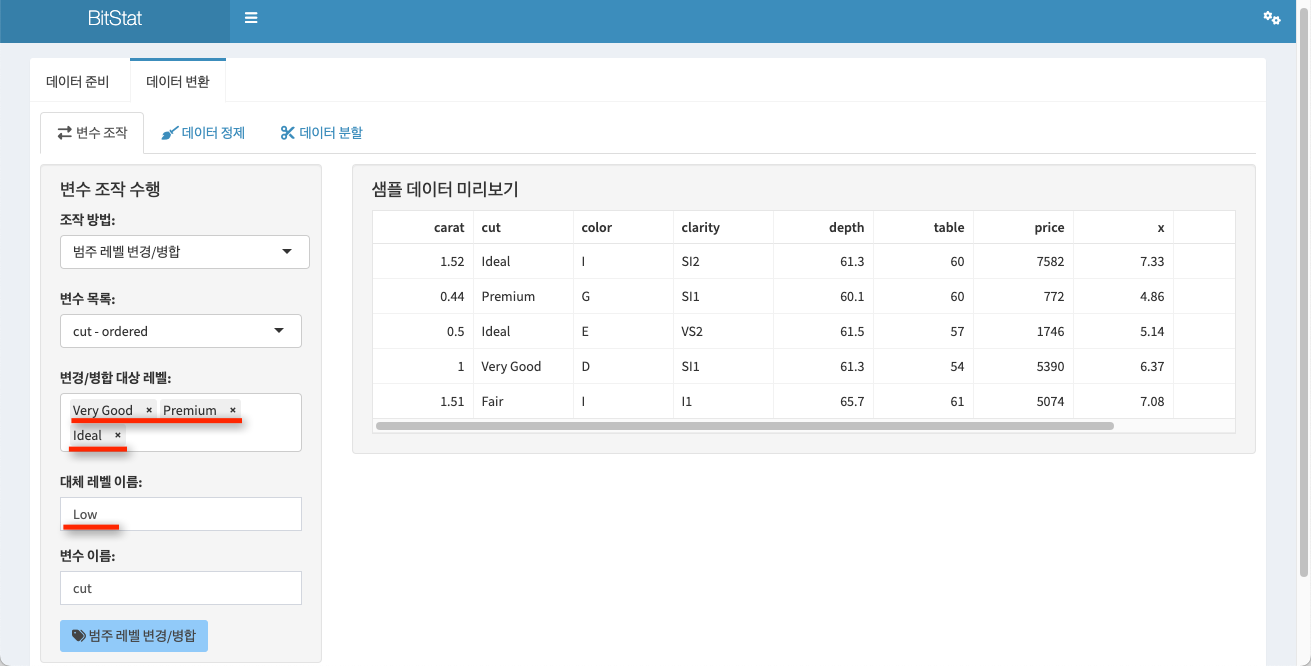 BitStat
데이터 준비 데이터 변환
변수 조작 데이터 정제 데이터 분할
변수 조작 수행
조작 방법:
범주 레벨 변경/병합
변수 목록:
cut - ordered
변경/병합 대상 레벨:
Very Good × Premium ×
Ideal ×
대체 레벨 이름:
Low
변수 이름:
cut
범주 레벨 변경/병합
샘플 데이터 미리보기
carat cut color clarity depth table price x
1.52 Ideal I SI2 61.3 60 7582 7.33
0.44 Premium G SI1 60.1 60 772 4.86
0.5 Ideal E VS2 61.5 57 1746 5.14
1 Very Good D SI1 61.3 54 5390 6.37
1.51 Fair I I1 65.7 61 5074 7.08